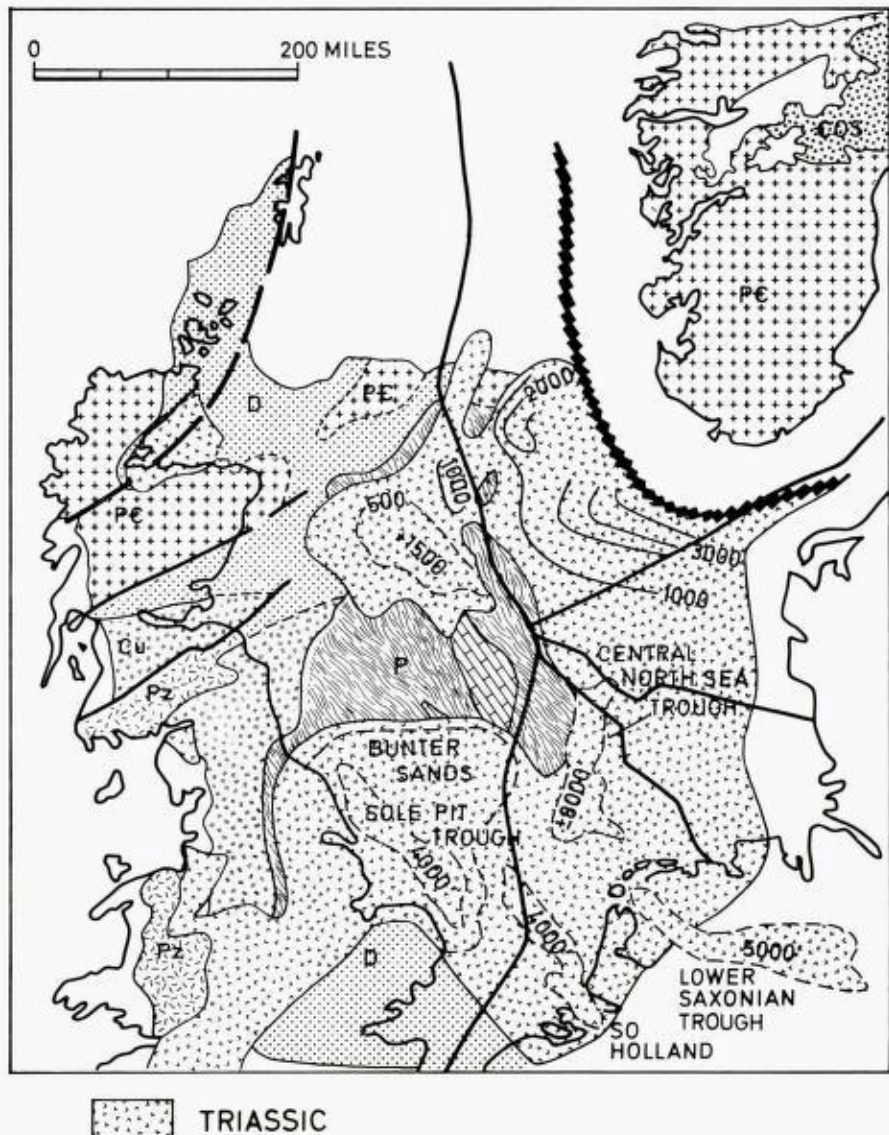 0 200 MILES
COS
PЄ
2000
PЄ
D
1000
500
+1500
PЄ
3000
1000
Cu
CENTRAL
NORTH SEA
TROUGH
P
Pz
BUNTER
SANDS
+8000
SOLE PIT
TROUGH
4000
4000
Pz
D
5000'
LOWER
SAXONIAN
TROUGH
SO
HOLLAND
TRIASSIC